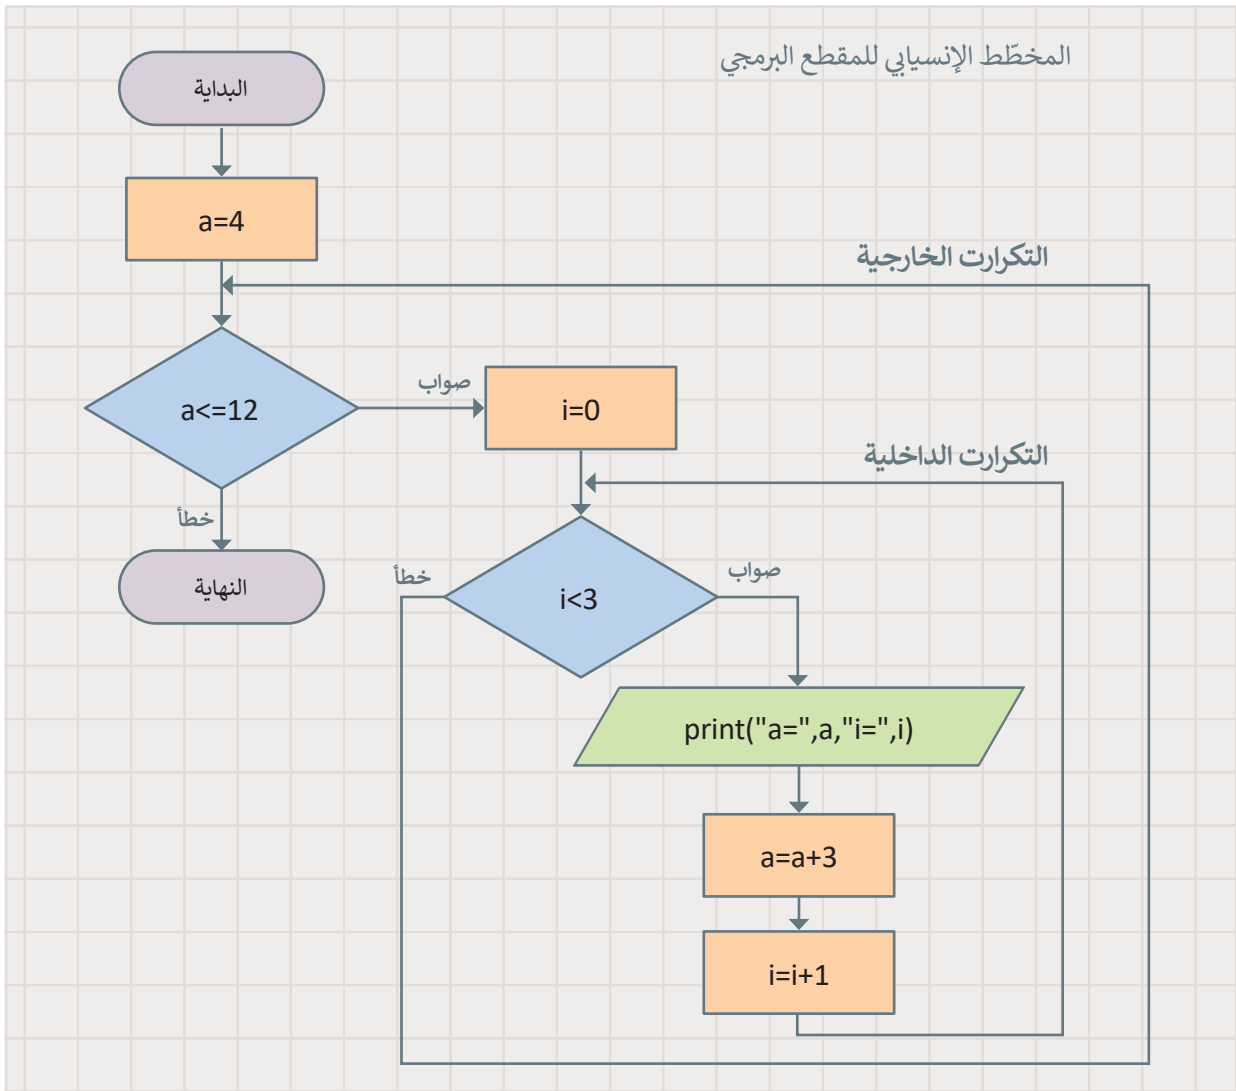 المخطّط الإنسيابي للمقطع البرمجي
البداية
a=4
التكرارت الخارجية
a<=12
صواب
i=0
التكرارت الداخلية
خطأ
النهاية
i<3
خطأ
صواب
print("a=",a,"i=",i)
a=a+3
i=i+1